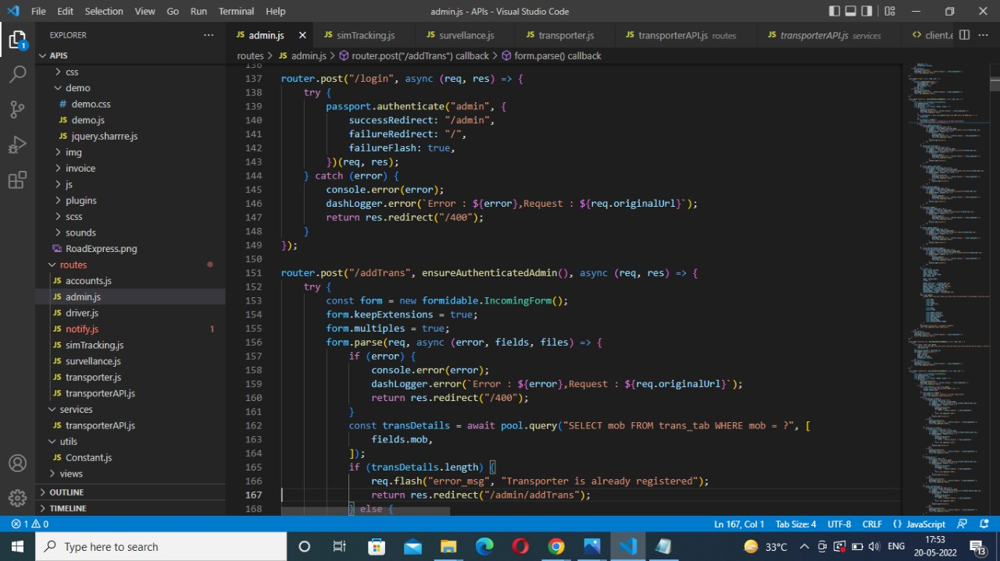 File Edit Selection View Go Run Terminal Help admin.js - APIs - Visual Studio Code
EXPLORER
APIS
css
demo
demo.css
demo.js
jquery.sharrre.js
img
invoice
js
plugins
scss
sounds
RoadExpress.png
routes
accounts.js
admin.js
driver.js
notify.js 1
simTracking.js
survellance.js
transporter.js
transporterAPI.js
services
transporterAPI.js
utils
Constant.js
views
OUTLINE
TIMELINE
JS admin.js JS simTracking.js JS survellance.js JS transporter.js JS transporterAPI.js routes JS transporterAPI.js services <> client.e
routes > JS admin.js > router.post("/addTrans") callback > form.parse() callback
136
137 router.post("/login", async (req, res) => {
138 try {
139 passport.authenticate("admin", {
140 successRedirect: "/admin",
141 failureRedirect: "/",
142 failureFlash: true,
143 })(req, res);
144 } catch (error) {
145 console.error(error);
146 dashLogger.error(`Error : ${error},Request : ${req.originalUrl}`);
147 return res.redirect("/400");
148 }
149 });
150
151 router.post("/addTrans", ensureAuthenticatedAdmin(), async (req, res) => {
152 try {
153 const form = new formidable.IncomingForm();
154 form.keepExtensions = true;
155 form.multiples = true;
156 form.parse(req, async (error, fields, files) => {
157 if (error) {
158 console.error(error);
159 dashLogger.error(`Error : ${error},Request : ${req.originalUrl}`);
160 return res.redirect("/400");
161 }
162 const transDetails = await pool.query("SELECT mob FROM trans_tab WHERE mob = ?", [
163 fields.mob,
164 ]);
165 if (transDetails.length) {
166 req.flash("error_msg", "Transporter is already registered");
167 return res.redirect("/admin/addTrans");
168 } else {
1 0 Ln 167, Col 1 Tab Size: 4 UTF-8 CRLF {} JavaScript
Type here to search 33°C ENG 17:53
20-05-2022 13